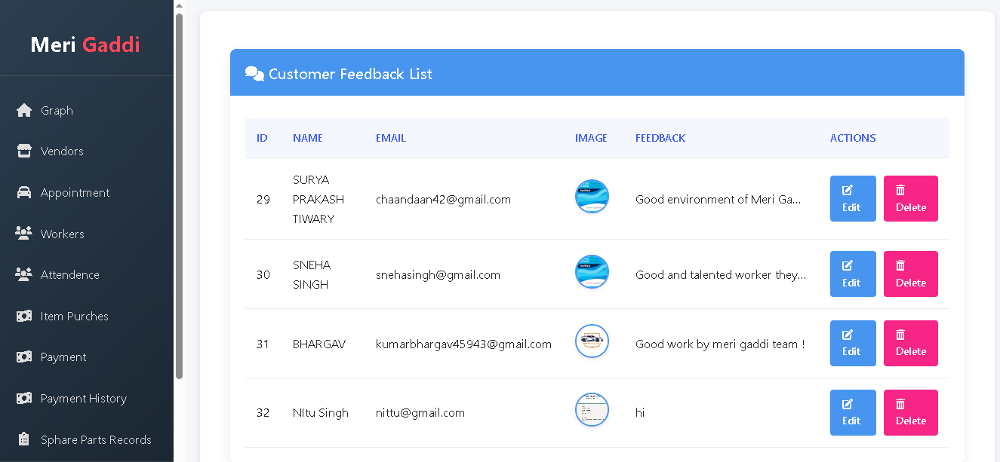 Meri Gaddi
Graph
Vendors
Appointment
Workers
Attendence
Item Purches
Payment
Payment History
Sphare Parts Records
Customer Feedback List
ID NAME EMAIL IMAGE FEEDBACK ACTIONS
29 SURYA PRAKASH TIWARY chaandaan42@gmail.com Good environment of Meri Ga... Edit Delete
30 SNEHA SINGH snehasingh@gmail.com Good and talented worker they... Edit Delete
31 BHARGAV kumarbhargav45943@gmail.com Good work by meri gaddi team ! Edit Delete
32 NItu Singh nittu@gmail.com hi Edit Delete